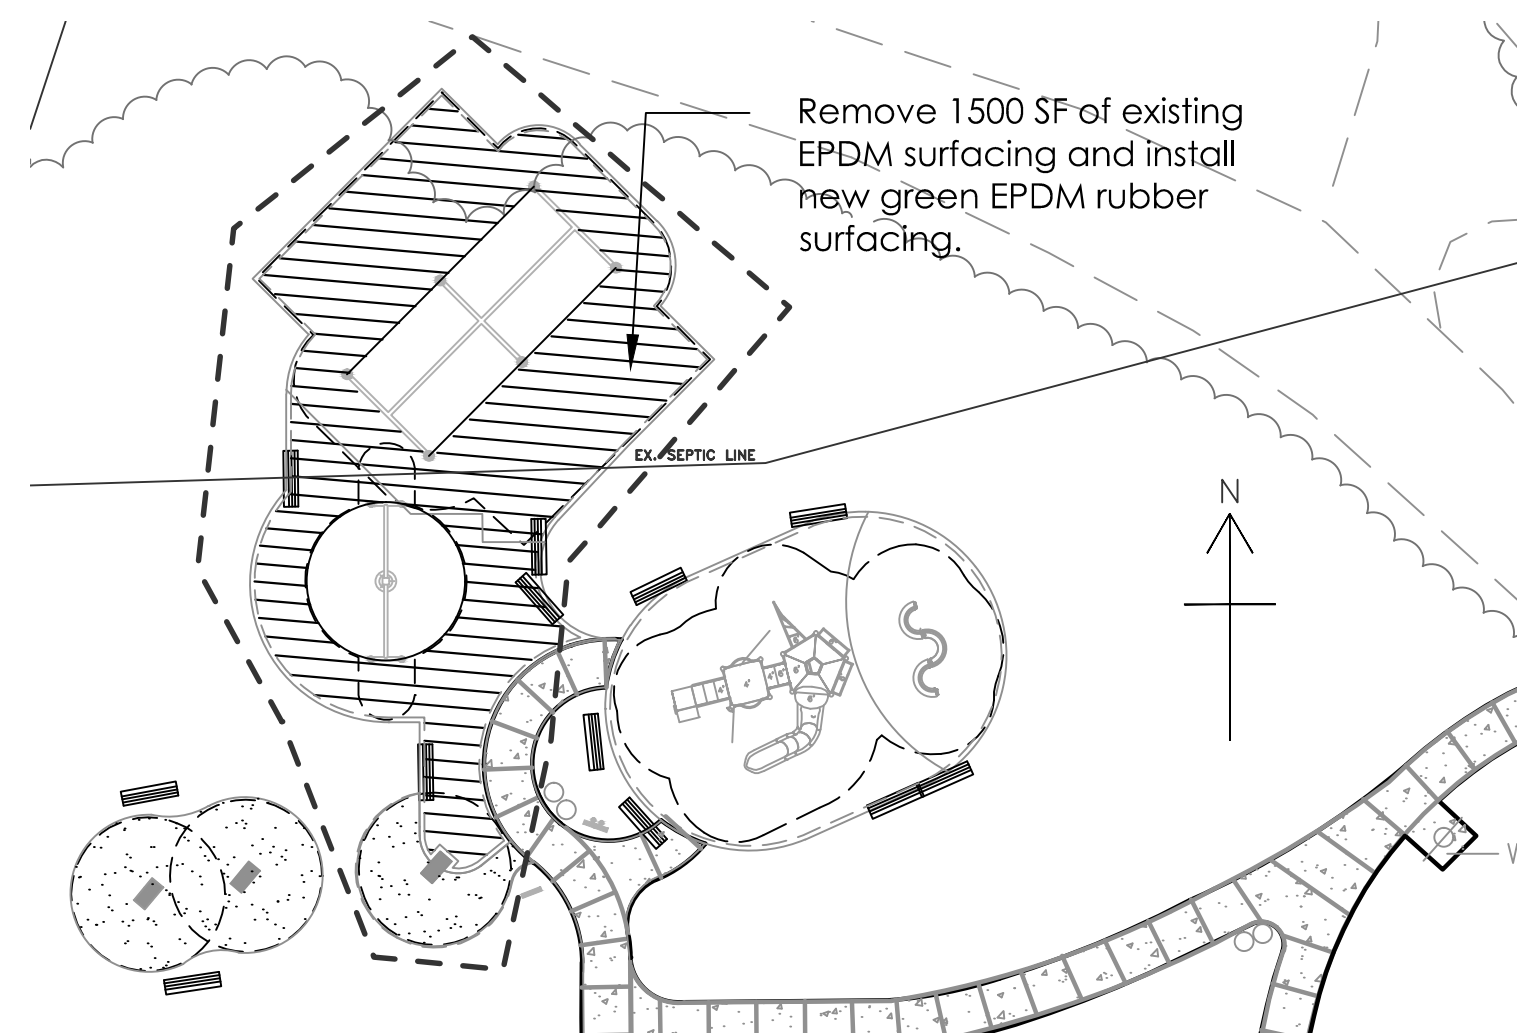 Remove 1500 SF of existing
EPDM surfacing and install
new green EPDM rubber
surfacing.
EX. SEPTIC LINE
N